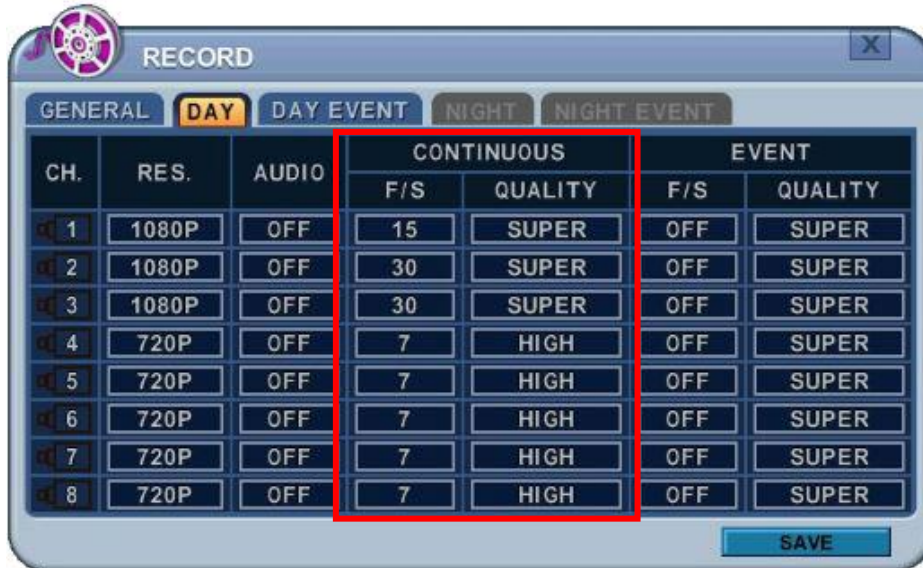 RECORD X
GENERAL DAY DAY EVENT NIGHT NIGHT EVENT
CH. RES. AUDIO CONTINUOUS EVENT
F/S QUALITY F/S QUALITY
1 1080P OFF 15 SUPER OFF SUPER
2 1080P OFF 30 SUPER OFF SUPER
3 1080P OFF 30 SUPER OFF SUPER
4 720P OFF 7 HIGH OFF SUPER
5 720P OFF 7 HIGH OFF SUPER
6 720P OFF 7 HIGH OFF SUPER
7 720P OFF 7 HIGH OFF SUPER
8 720P OFF 7 HIGH OFF SUPER
SAVE